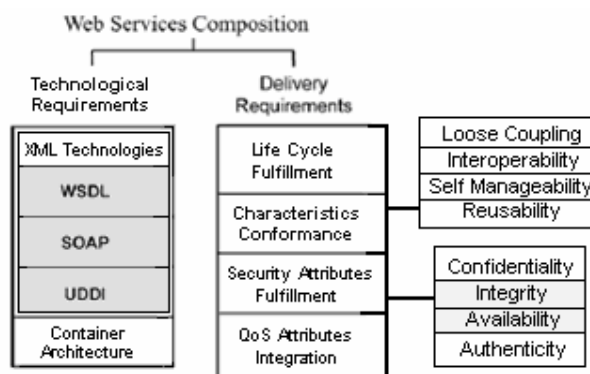 Web Services Composition
Technological
Requirements
XML Technologies
WSDL
SOAP
UDDI
Container
Architecture
Delivery
Requirements
Life Cycle
Fulfillment
Characteristics
Conformance
Security Attributes
Fulfillment
QoS Attributes
Integration
Loose Coupling
Interoperability
Self Manageability
Reusability
Confidentiality
Integrity
Availability
Authenticity